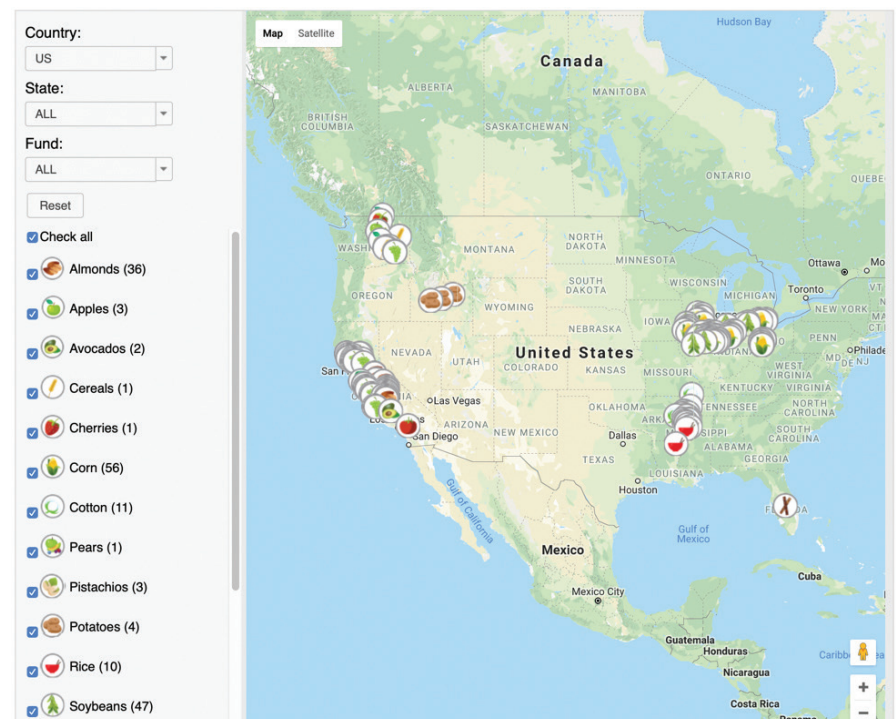 Country:
US
State:
ALL
Fund:
ALL
Reset
Check all
Almonds (36)
Apples (3)
Avocados (2)
Cereals (1)
Cherries (1)
Corn (56)
Cotton (11)
Pears (1)
Pistachios (3)
Potatoes (4)
Rice (10)
Soybeans (47)
Map Satellite
Hudson Bay
Canada
ALBERTA
MANITOBA
BRITISH
COLUMBIA
SASKATCHEWAN
ONTARIO
QUEBE
WASH
MONTANA
NORTH
DAKOTA
MINNESOTA
Ottawa
Mo
OREGON
SOUTH
DAKOTA
WISCONSIN
MICHIGAN
Toronto
VT
WYOMING
IOWA
NEW YORK
NEBRASKA
PENN
United States
Philade
MD
DE
NJ
NEVADA
UTAH
COLORADO
KANSAS
MISSOURI
WEST
VIRGINIA
San
KENTUCKY
VIRGINIA
Las Vegas
OKLAHOMA
TENNESSEE
NORTH
CAROLINA
ARIZONA
NEW MEXICO
San Diego
Dallas
SOUTH
CAROLINA
ALABAMA
TEXAS
GEORGIA
LOUISIANA
Houston
Gulf of California
Gulf of
Mexico
Mexico
Cuba
Mexico City
Guatemala
Honduras
Nicaragua
Costa Rica
+
−